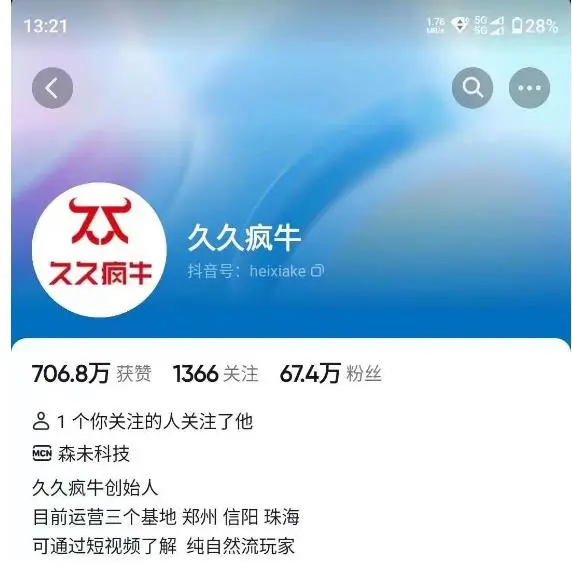 13:21 1.76 MB/s 5G 5G 28%
久久疯牛
久久疯牛
抖音号：heixiake
706.8万 获赞 1366 关注 67.4万 粉丝
1 个你关注的人关注了他
MCN 森未科技
久久疯牛创始人
目前运营三个基地 郑州 信阳 珠海
可通过短视频了解 纯自然流玩家